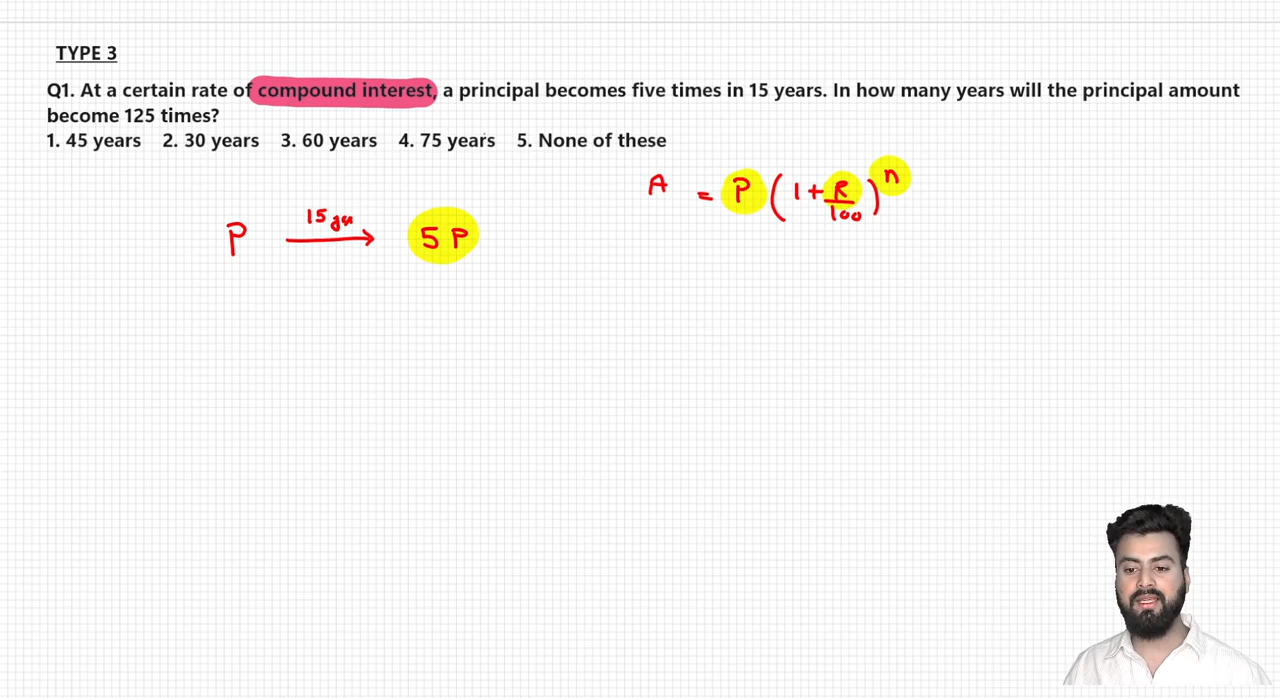 TYPE 3
Q1. At a certain rate of compound interest, a principal becomes five times in 15 years. In how many years will the principal amount
become 125 times?
1. 45 years 2. 30 years 3. 60 years 4. 75 years 5. None of these
A = P (1 + R/100)^n
P 15 yr → 5 P